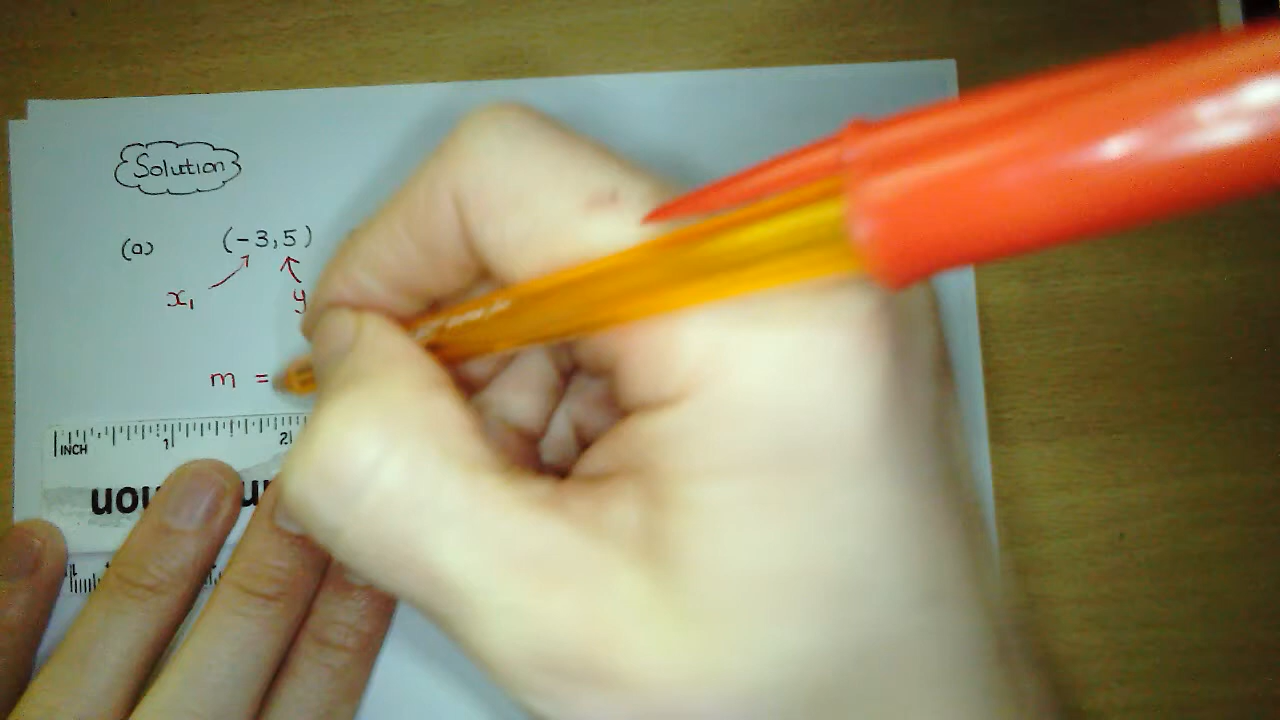 Solution
(a) (-3,5)
x₁ y
m =
INCH 1 2